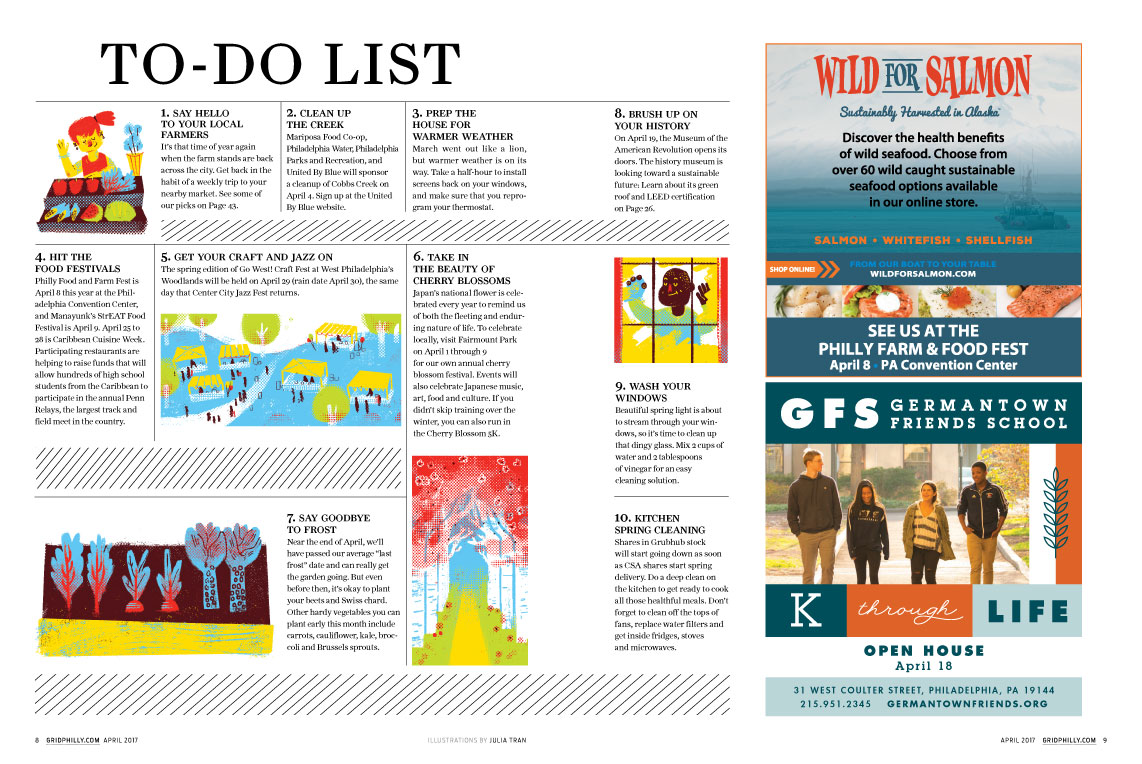 TO-DO LIST
1. SAY HELLO
TO YOUR LOCAL
FARMERS
It's that time of year again
when the farm stands are back
across the city. Get back in the
habit of a weekly trip to your
nearby market. See some of
our picks on Page 43.
2. CLEAN UP
THE CREEK
Mariposa Food Co-op,
Philadelphia Water, Philadelphia
Parks and Recreation, and
United By Blue will sponsor
a cleanup of Cobbs Creek on
April 4. Sign up at the United
By Blue website.
3. PREP THE
HOUSE FOR
WARMER WEATHER
March went out like a lion,
but warmer weather is on its
way. Take a half-hour to install
screens back on your windows,
and make sure that you repro-
gram your thermostat.
4. HIT THE
FOOD FESTIVALS
Philly Food and Farm Fest is
April 8 this year at the Phil-
adelphia Convention Center,
and Manayunk's StrEAT Food
Festival is April 9. April 25 to
28 is Caribbean Cuisine Week.
Participating restaurants are
helping to raise funds that will
allow hundreds of high school
students from the Caribbean to
participate in the annual Penn
Relays, the largest track and
field meet in the country.
5. GET YOUR CRAFT AND JAZZ ON
The spring edition of Go West! Craft Fest at West Philadelphia's
Woodlands will be held on April 29 (rain date April 30), the same
day that Center City Jazz Fest returns.
6. TAKE IN
THE BEAUTY OF
CHERRY BLOSSOMS
Japan's national flower is cele-
brated every year to remind us
of both the fleeting and endur-
ing nature of life. To celebrate
locally, visit Fairmount Park
on April 1 through 9
for our own annual cherry
blossom festival. Events will
also celebrate Japanese music,
art, food and culture. If you
didn't skip training over the
winter, you can also run in
the Cherry Blossom 5K.
7. SAY GOODBYE
TO FROST
Near the end of April, we'll
have passed our average "last
frost" date and can really get
the garden going. But even
before then, it's okay to plant
your beets and Swiss chard.
Other hardy vegetables you can
plant early this month include
carrots, cauliflower, kale, broc-
coli and Brussels sprouts.
8. BRUSH UP ON
YOUR HISTORY
On April 19, the Museum of the
American Revolution opens its
doors. The history museum is
looking toward a sustainable
future: Learn about its green
roof and LEED certification
on Page 26.
9. WASH YOUR
WINDOWS
Beautiful spring light is about
to stream through your win-
dows, so it's time to clean up
that dingy glass. Mix 2 cups of
water and 2 tablespoons
of vinegar for an easy
cleaning solution.
10. KITCHEN
SPRING CLEANING
Shares in Grubhub stock
will start going down as soon
as CSA shares start spring
delivery. Do a deep clean on
the kitchen to get ready to cook
all those healthful meals. Don't
forget to clean off the tops of
fans, replace water filters and
get inside fridges, stoves
and microwaves.
8 GRIDPHILLY.COM APRIL 2017
ILLUSTRATIONS BY JULIA TRAN
WILD FOR SALMON
Sustainably Harvested in Alaska
Discover the health benefits
of wild seafood. Choose from
over 60 wild caught sustainable
seafood options available
in our online store.
SALMON • WHITEFISH • SHELLFISH
SHOP ONLINE!
FROM OUR BOAT TO YOUR TABLE
WILDFORSALMON.COM
SEE US AT THE
PHILLY FARM & FOOD FEST
April 8 • PA Convention Center
GFS GERMANTOWN
FRIENDS SCHOOL
K through LIFE
OPEN HOUSE
April 18
31 WEST COULTER STREET, PHILADELPHIA, PA 19144
215.951.2345 GERMANTOWNFRIENDS.ORG
APRIL 2017 GRIDPHILLY.COM 9